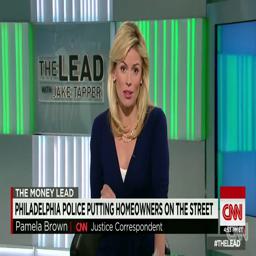 THE LEAD
WITH JAKE TAPPER
THE MONEY LEAD
PHILADELPHIA POLICE PUTTING HOMEOWNERS ON THE STREET
CNN
Pamela Brown CNN Justice Correspondent
#THELEAD